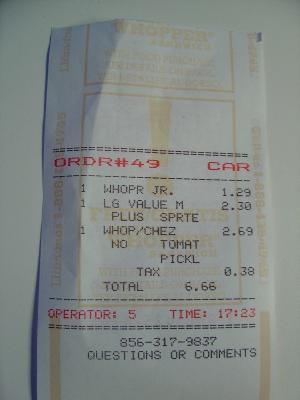 WHOPPER
SANDWICH
ORDR#49 CAR
1 WHOPR JR. 1.29
1 LG VALUE M 2.30
PLUS SPRTE
1 WHOP/CHEZ 2.69
NO TOMAT
PICKL
TAX 0.38
TOTAL 6.66
OPERATOR: 5 TIME: 17:23
856-317-9837
QUESTIONS OR COMMENTS